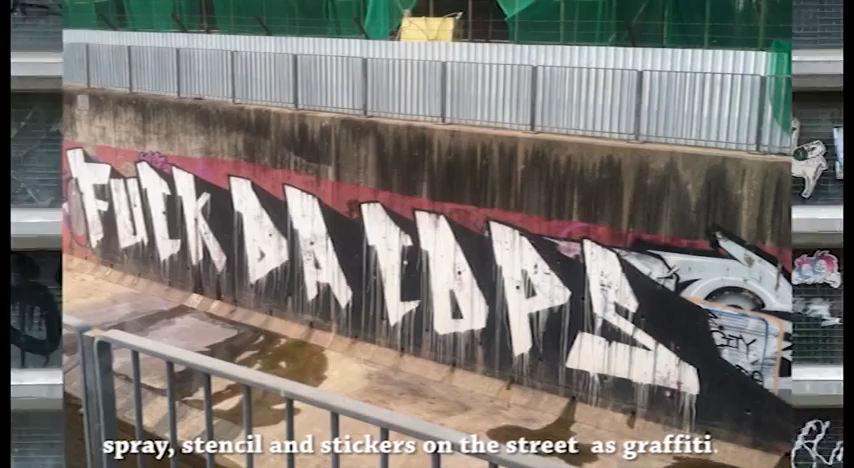 FUCK DA COPS
spray, stencil and stickers on the street as graffiti.